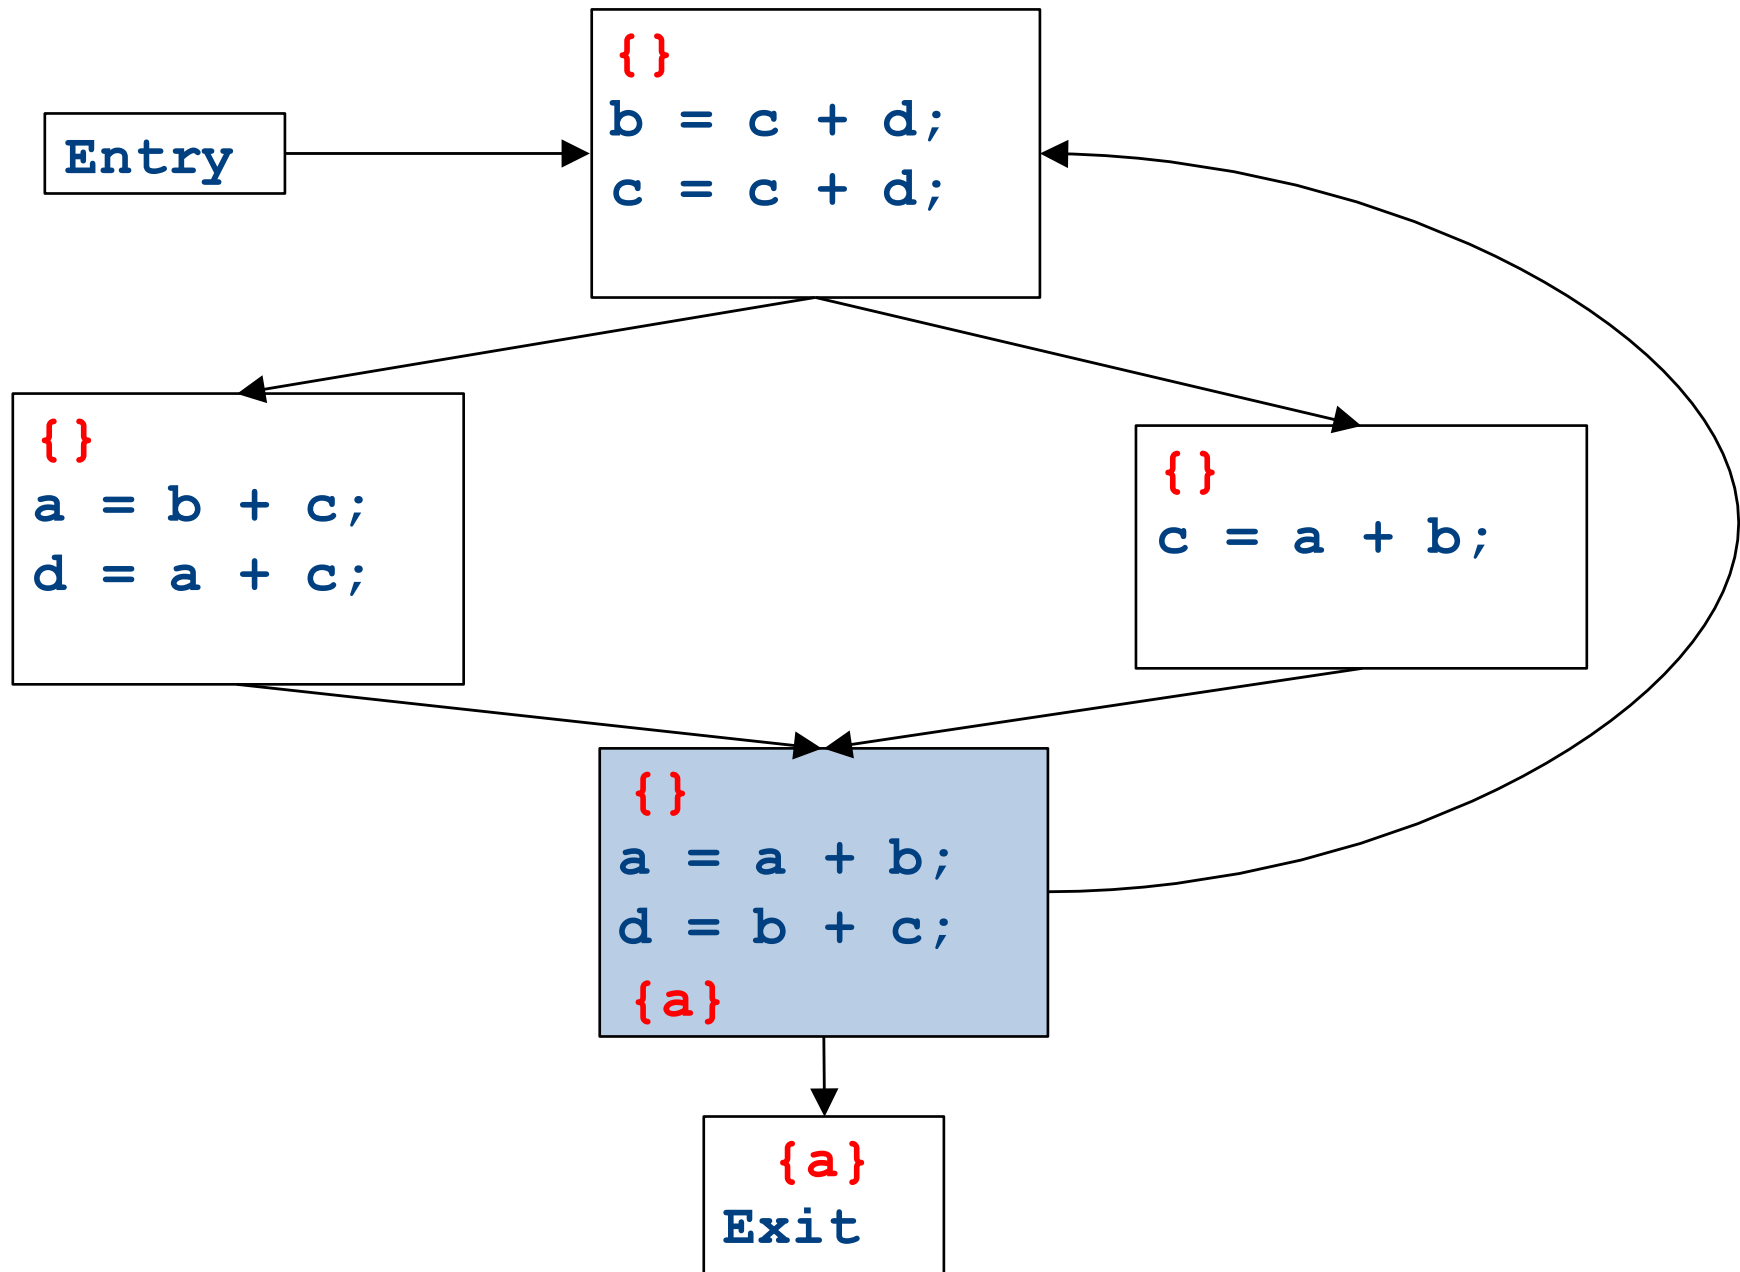 {}
b = c + d;
c = c + d;
Entry
{}
a = b + c;
d = a + c;
{}
c = a + b;
{}
a = a + b;
d = b + c;
{a}
{a}
Exit